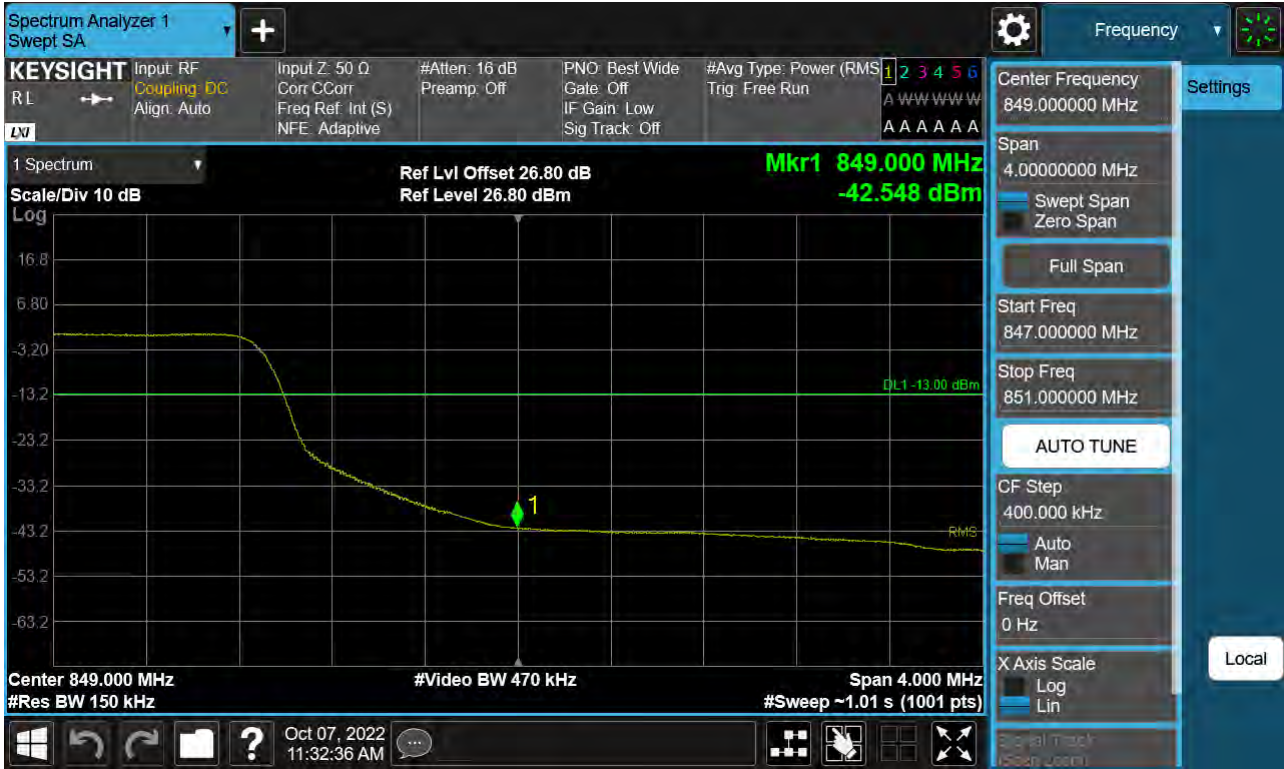 Spectrum Analyzer 1
Swept SA
+
Frequency
KEYSIGHT
RL
LXI
Input: RF
Coupling: DC
Align: Auto
Input Z: 50 Ω
Corr CCorr
Freq Ref: Int (S)
NFE: Adaptive
#Atten: 16 dB
Preamp: Off
PNO: Best Wide
Gate: Off
IF Gain: Low
Sig Track: Off
#Avg Type: Power (RMS
Trig: Free Run
1 2 3 4 5 6
A W W W W W
A A A A A A
1 Spectrum
Scale/Div 10 dB
Log
Ref Lvl Offset 26.80 dB
Ref Level 26.80 dBm
Mkr1 849.000 MHz
-42.548 dBm
16.8
6.80
-3.20
-13.2
-23.2
-33.2
-43.2
-53.2
-63.2
DL1 -13.00 dBm
1
RMS
Center 849.000 MHz
#Res BW 150 kHz
#Video BW 470 kHz
Span 4.000 MHz
#Sweep ~1.01 s (1001 pts)
Oct 07, 2022
11:32:36 AM
Center Frequency
849.000000 MHz
Span
4.00000000 MHz
Swept Span
Zero Span
Full Span
Start Freq
847.000000 MHz
Stop Freq
851.000000 MHz
AUTO TUNE
CF Step
400.000 kHz
Auto
Man
Freq Offset
0 Hz
X Axis Scale
Log
Lin
Settings
Local